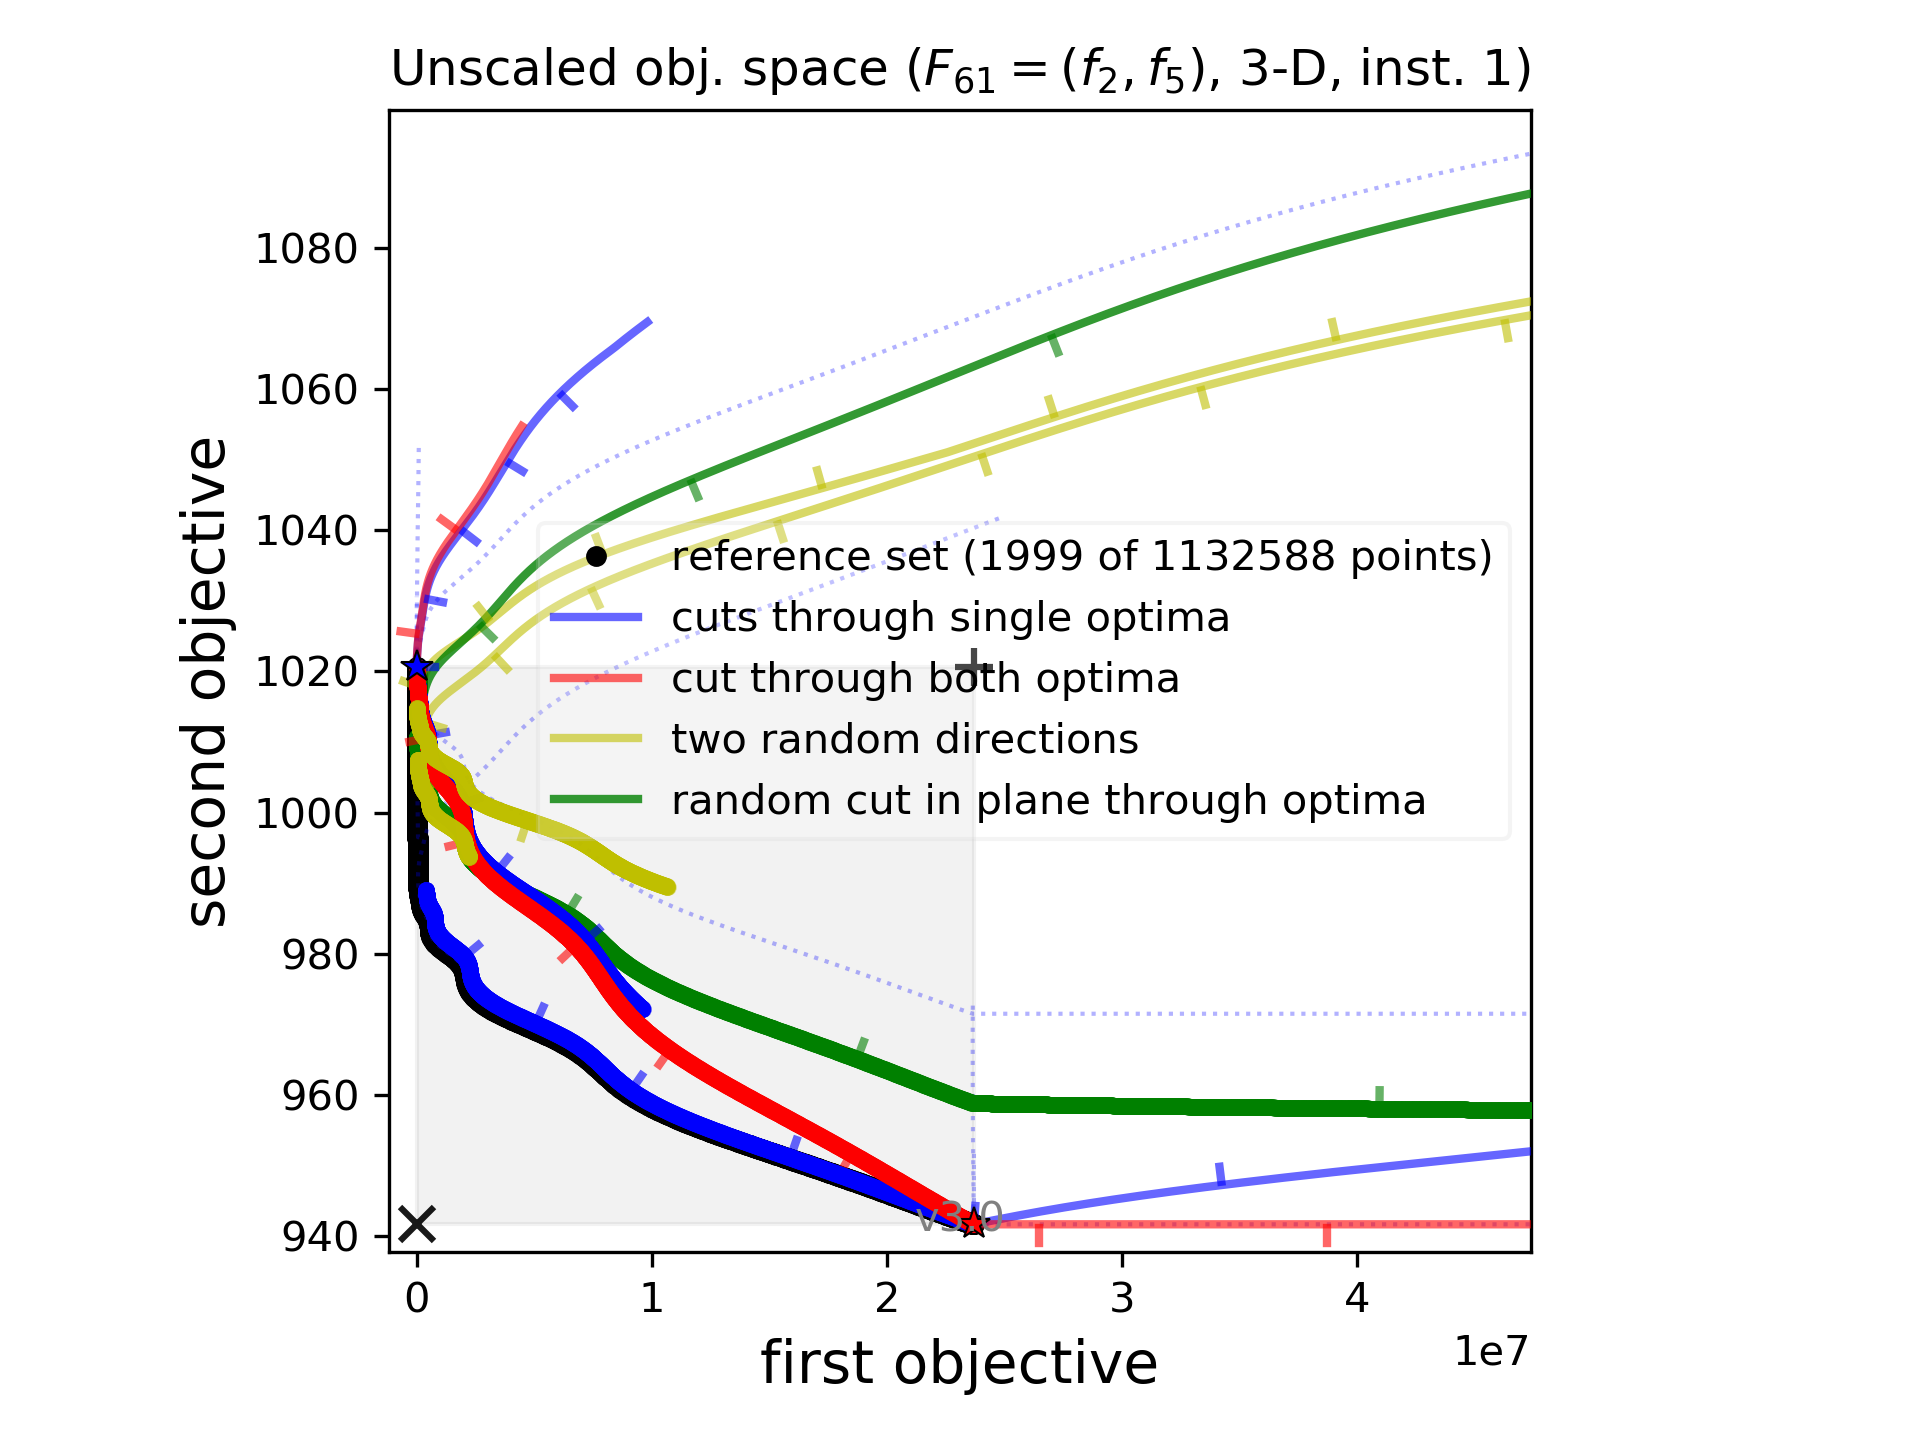 Unscaled obj. space (F₆₁ = (f₂, f₅), 3-D, inst. 1)
second objective
1080
1060
1040
1020
1000
980
960
940
reference set (1999 of 1132588 points)
cuts through single optima
cut through both optima
two random directions
random cut in plane through optima
v3.0
0 1 2 3 4
1e7
first objective